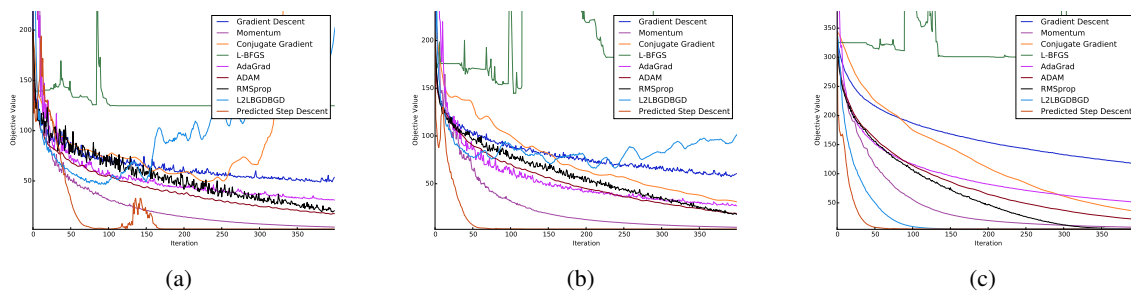 Gradient Descent
Momentum
Conjugate Gradient
L-BFGS
AdaGrad
ADAM
RMSprop
L2LBGDBGD
Predicted Step Descent
Objective Value
200
150
100
50
0 50 100 150 200 250 300 350
Iteration
(a)
Gradient Descent
Momentum
Conjugate Gradient
L-BFGS
AdaGrad
ADAM
RMSprop
L2LBGDBGD
Predicted Step Descent
Objective Value
200
150
100
50
0 50 100 150 200 250 300 350
Iteration
(b)
Gradient Descent
Momentum
Conjugate Gradient
L-BFGS
AdaGrad
ADAM
RMSprop
L2LBGDBGD
Predicted Step Descent
Objective Value
350
300
250
200
150
100
50
0 50 100 150 200 250 300 350
Iteration
(c)